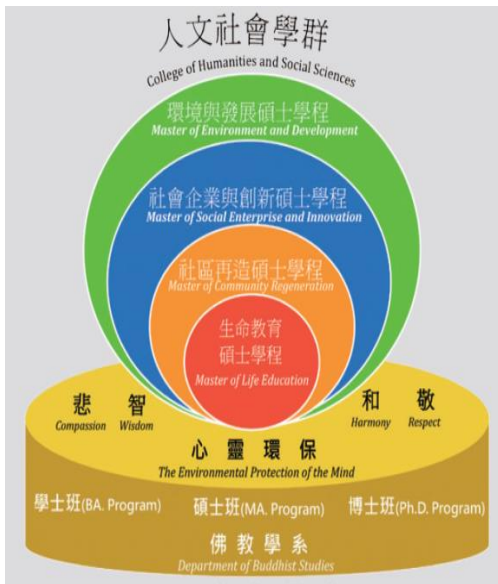 人文社會學群
College of Humanities and Social Sciences
環境與發展碩士學程
Master of Environment and Development
社會企業與創新碩士學程
Master of Social Enterprise and Innovation
社區再造碩士學程
Master of Community Regeneration
生命教育
碩士學程
Master of Life Education
悲 智 和 敬
Compassion Wisdom Harmony Respect
心靈環保
The Environmental Protection of the Mind
學士班(BA. Program) 碩士班(MA. Program) 博士班(Ph.D. Program)
佛教學系
Department of Buddhist Studies